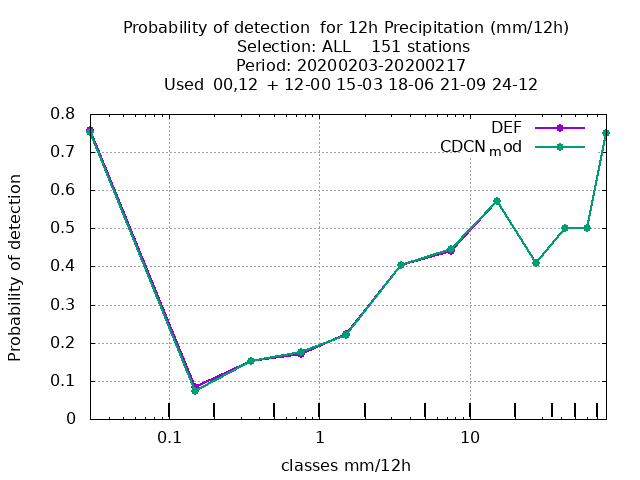 Probability of detection  for 12h Precipitation (mm/12h)
Selection: ALL    151 stations
Period: 20200203-20200217
Used  00,12  + 12-00 15-03 18-06 21-09 24-12
DEF
CDCNmod
Probability of detection
0.8
0.7
0.6
0.5
0.4
0.3
0.2
0.1
0
0.1 1 10
classes mm/12h